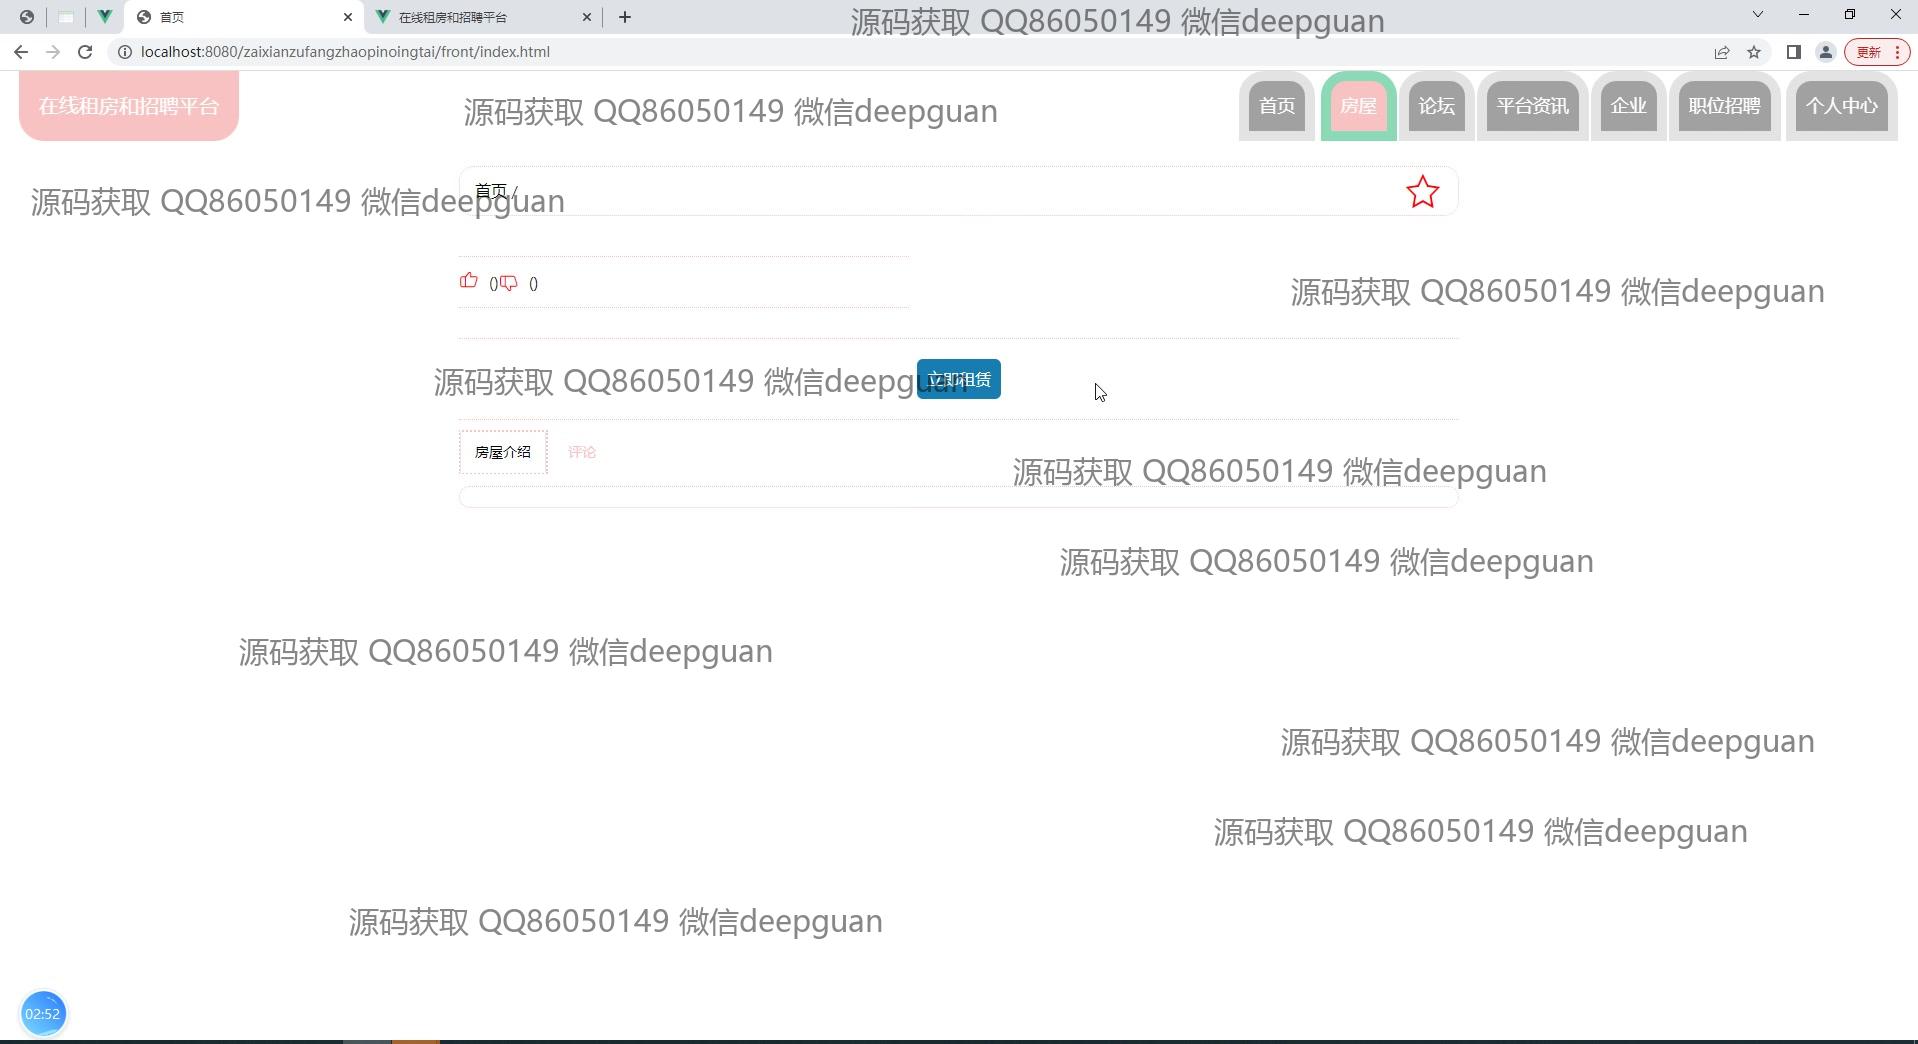 首页
在线租房和招聘平台
源码获取 QQ86050149 微信deepguan
localhost:8080/zaixianzufangzhaopinoingtai/front/index.html
更新
在线租房和招聘平台
源码获取 QQ86050149 微信deepguan
首页
房屋
论坛
平台资讯
企业
职位招聘
个人中心
首页 /
源码获取 QQ86050149 微信deepguan
() ()
源码获取 QQ86050149 微信deepguan
源码获取 QQ86050149 微信deepguan
立即租赁
房屋介绍
评论
源码获取 QQ86050149 微信deepguan
源码获取 QQ86050149 微信deepguan
源码获取 QQ86050149 微信deepguan
源码获取 QQ86050149 微信deepguan
源码获取 QQ86050149 微信deepguan
源码获取 QQ86050149 微信deepguan
02:52